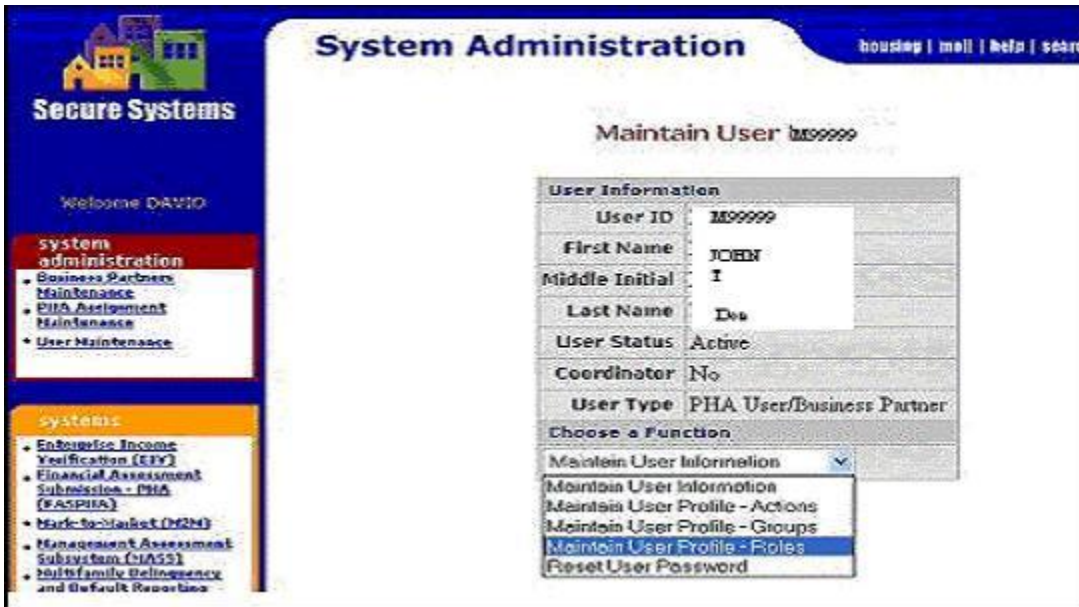 System Administration
housing | mail | help | sear
Secure Systems
Welcome DAVID
system
administration
Business Partners
Maintenance
PHA Assignment
Maintenance
User Maintenance
systems
Enterprise Income
Verification (EIV)
Financial Assessment
Submission - PHA
(FASPHA)
Mark-to-Market (M2M)
Management Assessment
Subsystem (MASS)
Multifamily Delinquency
and Default Reporting
Maintain User M99999
User Information
User ID M99999
First Name JOHN
Middle Initial I
Last Name Doe
User Status Active
Coordinator No
User Type PHA User/Business Partner
Choose a Function
Maintain User Information
Maintain User Information
Maintain User Profile - Actions
Maintain User Profile - Groups
Maintain User Profile - Roles
Reset User Password